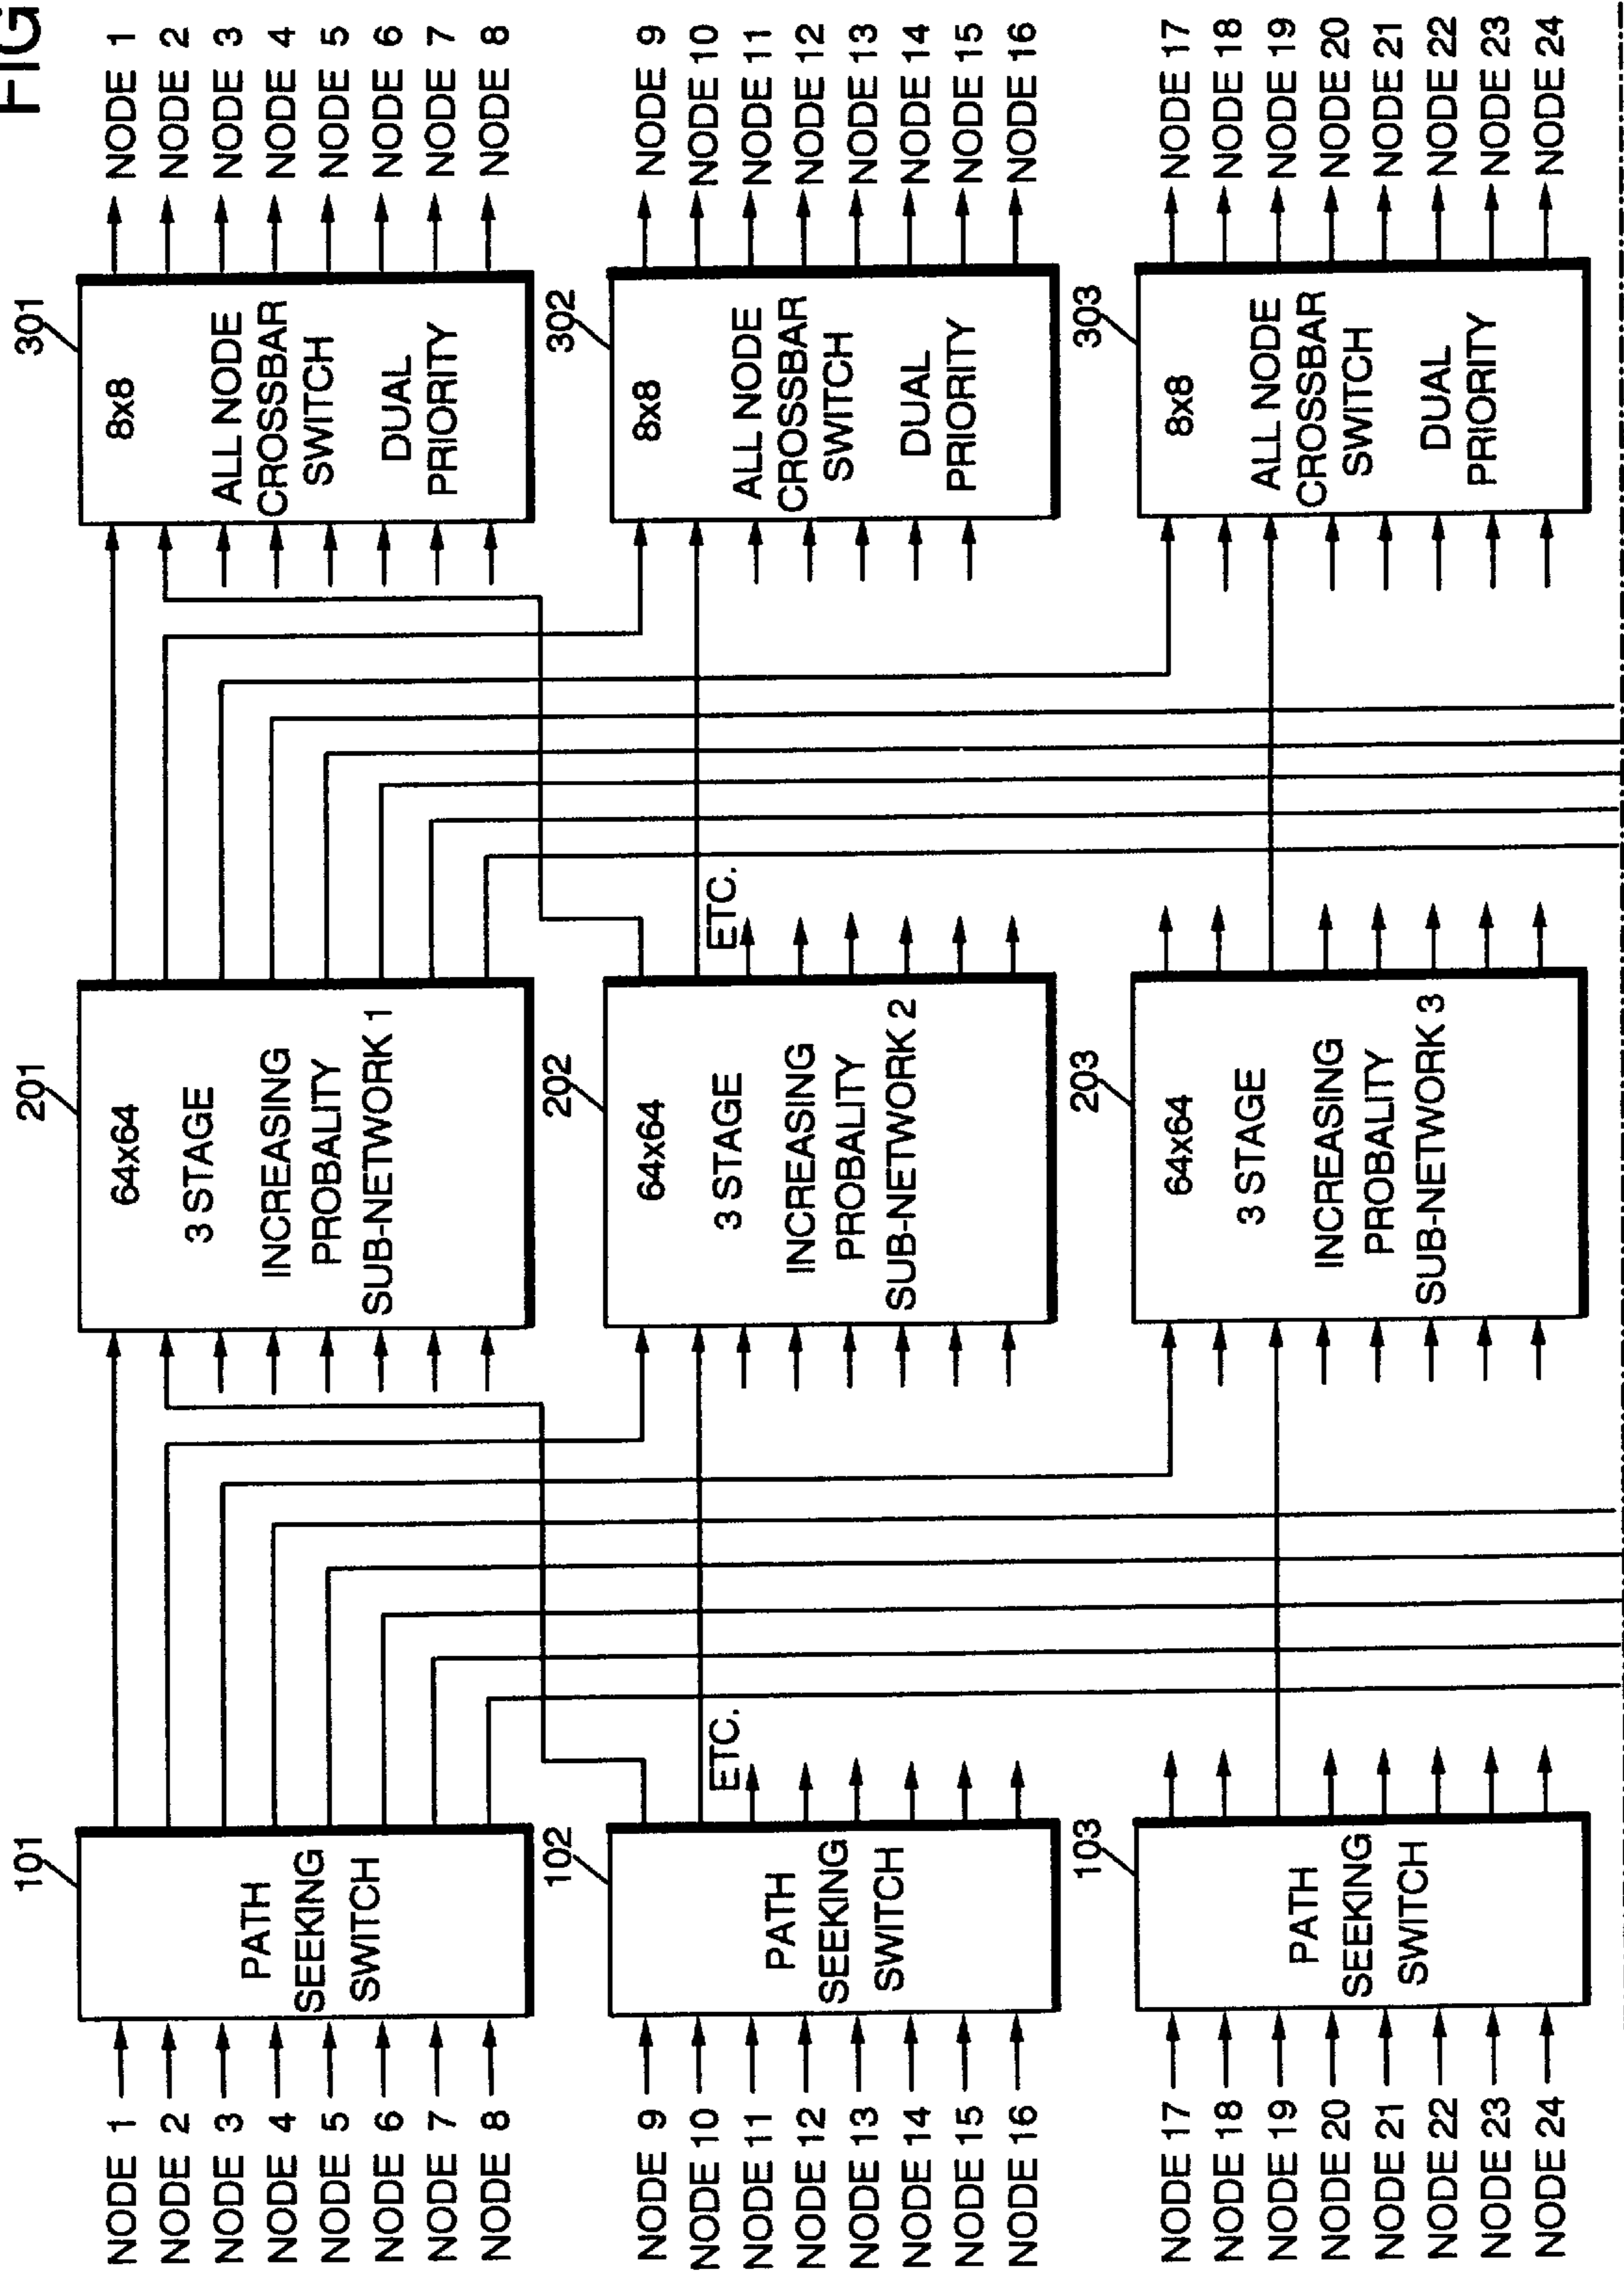 FIG
101
PATH
SEEKING
SWITCH
NODE 1
NODE 2
NODE 3
NODE 4
NODE 5
NODE 6
NODE 7
NODE 8
201
64x64
3 STAGE
INCREASING
PROBALITY
SUB-NETWORK 1
301
8x8
ALL NODE
CROSSBAR
SWITCH
DUAL
PRIORITY
NODE 1
NODE 2
NODE 3
NODE 4
NODE 5
NODE 6
NODE 7
NODE 8
102
PATH
SEEKING
SWITCH
NODE 9
NODE 10
NODE 11
NODE 12
NODE 13
NODE 14
NODE 15
NODE 16
ETC.
202
64x64
3 STAGE
INCREASING
PROBALITY
SUB-NETWORK 2
ETC.
302
8x8
ALL NODE
CROSSBAR
SWITCH
DUAL
PRIORITY
NODE 9
NODE 10
NODE 11
NODE 12
NODE 13
NODE 14
NODE 15
NODE 16
103
PATH
SEEKING
SWITCH
NODE 17
NODE 18
NODE 19
NODE 20
NODE 21
NODE 22
NODE 23
NODE 24
203
64x64
3 STAGE
INCREASING
PROBALITY
SUB-NETWORK 3
303
8x8
ALL NODE
CROSSBAR
SWITCH
DUAL
PRIORITY
NODE 17
NODE 18
NODE 19
NODE 20
NODE 21
NODE 22
NODE 23
NODE 24